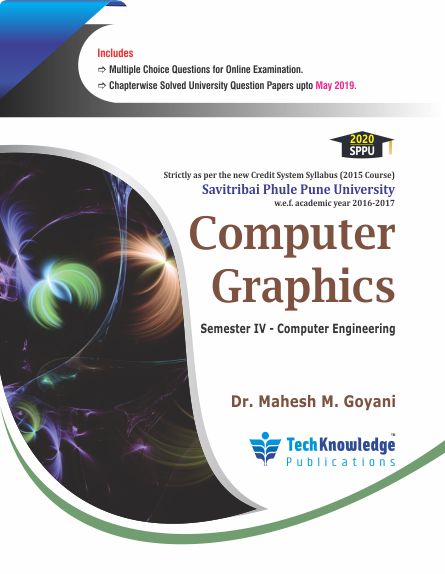 Includes
⇨ Multiple Choice Questions for Online Examination.
⇨ Chapterwise Solved University Question Papers upto May 2019.
2020
SPPU
Strictly as per the new Credit System Syllabus (2015 Course)
Savitribai Phule Pune University
w.e.f. academic year 2016-2017
Computer
Graphics
Semester IV - Computer Engineering
Dr. Mahesh M. Goyani
TechKnowledge™
Publications